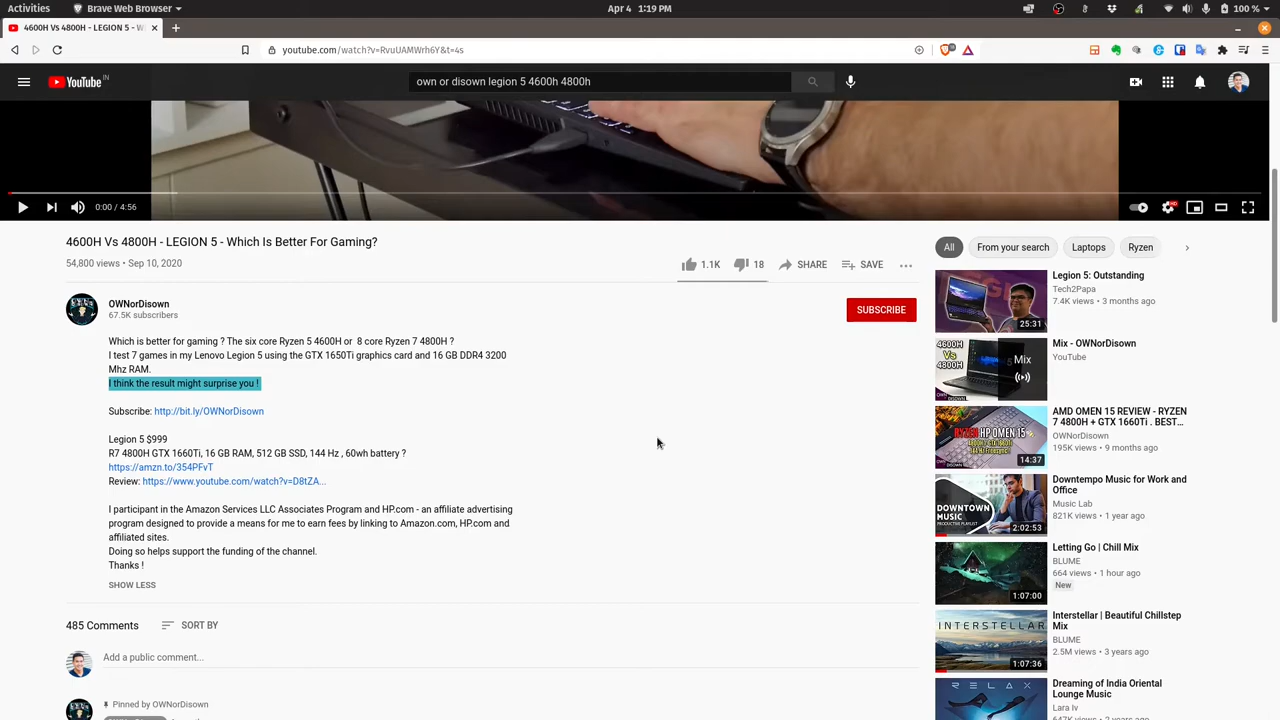 Activities
Brave Web Browser
Apr 4 1:19 PM
100 %
4600H Vs 4800H - LEGION 5 - W
youtube.com/watch?v=RvuUAMWrh6Y&t=4s
YouTube IN
own or disown legion 5 4600h 4800h
0:00 / 4:56
HD
4600H Vs 4800H - LEGION 5 - Which Is Better For Gaming?
54,800 views • Sep 10, 2020
1.1K
18
SHARE
SAVE
OWNorDisown
67.5K subscribers
SUBSCRIBE
Which is better for gaming ? The six core Ryzen 5 4600H or 8 core Ryzen 7 4800H ?
I test 7 games in my Lenovo Legion 5 using the GTX 1650Ti graphics card and 16 GB DDR4 3200
Mhz RAM.
I think the result might surprise you !
Subscribe: http://bit.ly/OWNorDisown
Legion 5 $999
R7 4800H GTX 1660Ti, 16 GB RAM, 512 GB SSD, 144 Hz , 60wh battery ?
https://amzn.to/354PFvT
Review: https://www.youtube.com/watch?v=D8tZA...
I participant in the Amazon Services LLC Associates Program and HP.com - an affiliate advertising
program designed to provide a means for me to earn fees by linking to Amazon.com, HP.com and
affiliated sites.
Doing so helps support the funding of the channel.
Thanks !
SHOW LESS
485 Comments
SORT BY
Add a public comment...
Pinned by OWNorDisown
All
From your search
Laptops
Ryzen
Legion 5: Outstanding
Tech2Papa
7.4K views • 3 months ago
25:31
4600H
Vs
4800H
Mix
Mix - OWNorDisown
YouTube
RYZEN HP OMEN 15
14:37
AMD OMEN 15 REVIEW - RYZEN
7 4800H + GTX 1660Ti . BEST...
OWNorDisown
195K views • 9 months ago
DOWNTOWN
MUSIC
2:02:53
Downtempo Music for Work and
Office
Music Lab
821K views • 1 year ago
1:07:00
Letting Go | Chill Mix
BLUME
664 views • 1 hour ago
New
INTERSTELLAR
1:07:36
Interstellar | Beautiful Chillstep
Mix
BLUME
2.5M views • 3 years ago
RELAX
Dreaming of India Oriental
Lounge Music
Lara Iv